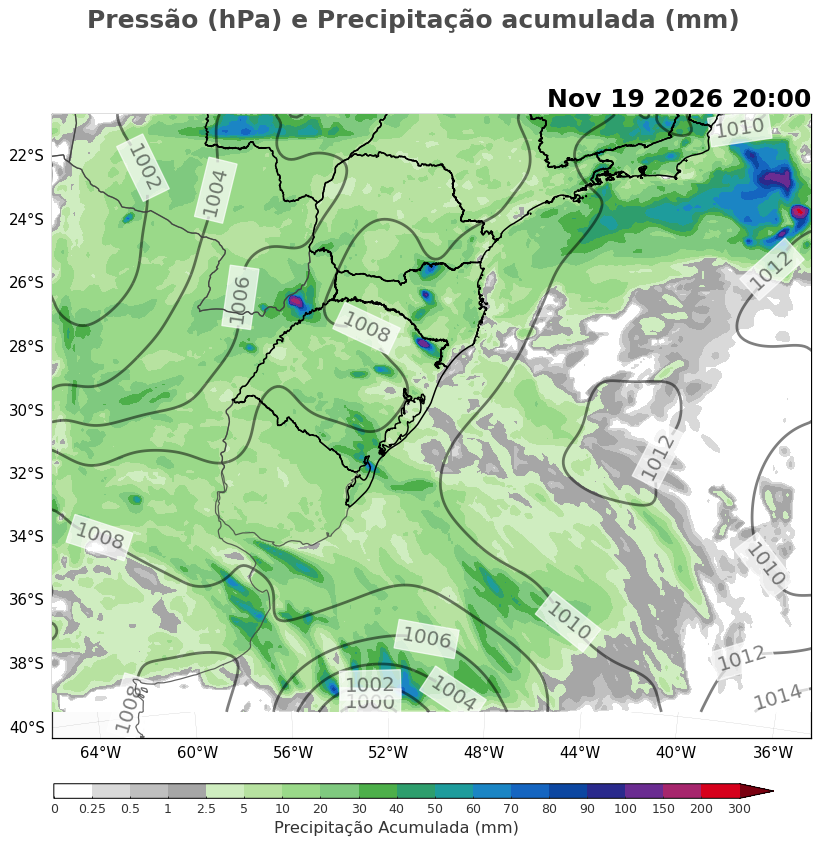 Pressão (hPa) e Precipitação acumulada (mm)
Nov 19 2026 20:00
1010
1002
1004
1012
1006
1008
1012
1008
1010
1010
1006
1012
1002
1004
1000
1008
1014
22°S
24°S
26°S
28°S
30°S
32°S
34°S
36°S
38°S
40°S
64°W 60°W 56°W 52°W 48°W 44°W 40°W 36°W
0 0.25 0.5 1 2.5 5 10 20 30 40 50 60 70 80 90 100 150 200 300
Precipitação Acumulada (mm)